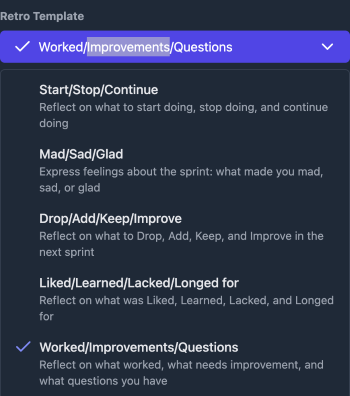 Retro Template
Worked/Improvements/Questions
Start/Stop/Continue
Reflect on what to start doing, stop doing, and continue
doing
Mad/Sad/Glad
Express feelings about the sprint: what made you mad,
sad, or glad
Drop/Add/Keep/Improve
Reflect on what to Drop, Add, Keep, and Improve in the
next sprint
Liked/Learned/Lacked/Longed for
Reflect on what was Liked, Learned, Lacked, and Longed
for
Worked/Improvements/Questions
Reflect on what worked, what needs improvement, and
what questions you have